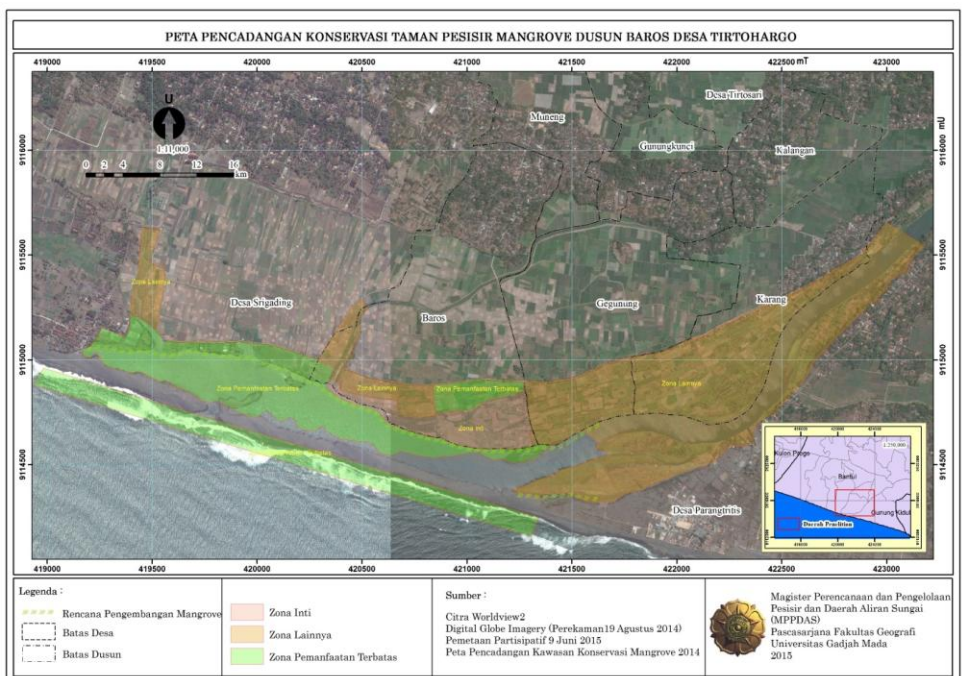 PETA PENCADANGAN KONSERVASI TAMAN PESISIR MANGROVE DUSUN BAROS DESA TIRTOHARGO
419000 419500 420000 420500 421000 421500 422000 422500 mT 423000
U
1:11,000
0 2 4 8 12 16
km
9116000
9115500
9115000
9114500
9116000 mU
9115500
9115000
9114500
Desa Tirtosari
Muneng
Gunungkunci
Kalangan
Zona Lainnya
Desa Srigading
Baros
Gegunung
Karang
Zona Pemanfaatan Terbatas
Zona Lainnya
Zona Pemanfaatan Terbatas
Zona Lainnya
Zona Inti
Desa Parangtritis
1:250,000
Kulon Progo
Bantul
Gunung Kidul
Daerah Penelitian
419000 419500 420000 420500 421000 421500 422000 422500 423000
Legenda :
Rencana Pengembangan Mangrove
Batas Desa
Batas Dusun
Zona Inti
Zona Lainnya
Zona Pemanfaatan Terbatas
Sumber :
Citra Worldview2
Digital Globe Imagery (Perekaman19 Agustus 2014)
Pemetaan Partisipatif 9 Juni 2015
Peta Pencadangan Kawasan Konservasi Mangrove 2014
Magister Perencanaan dan Pengelolaan
Pesisir dan Daerah Aliran Sungai
(MPPDAS)
Pascasarjana Fakultas Geografi
Universitas Gadjah Mada
2015